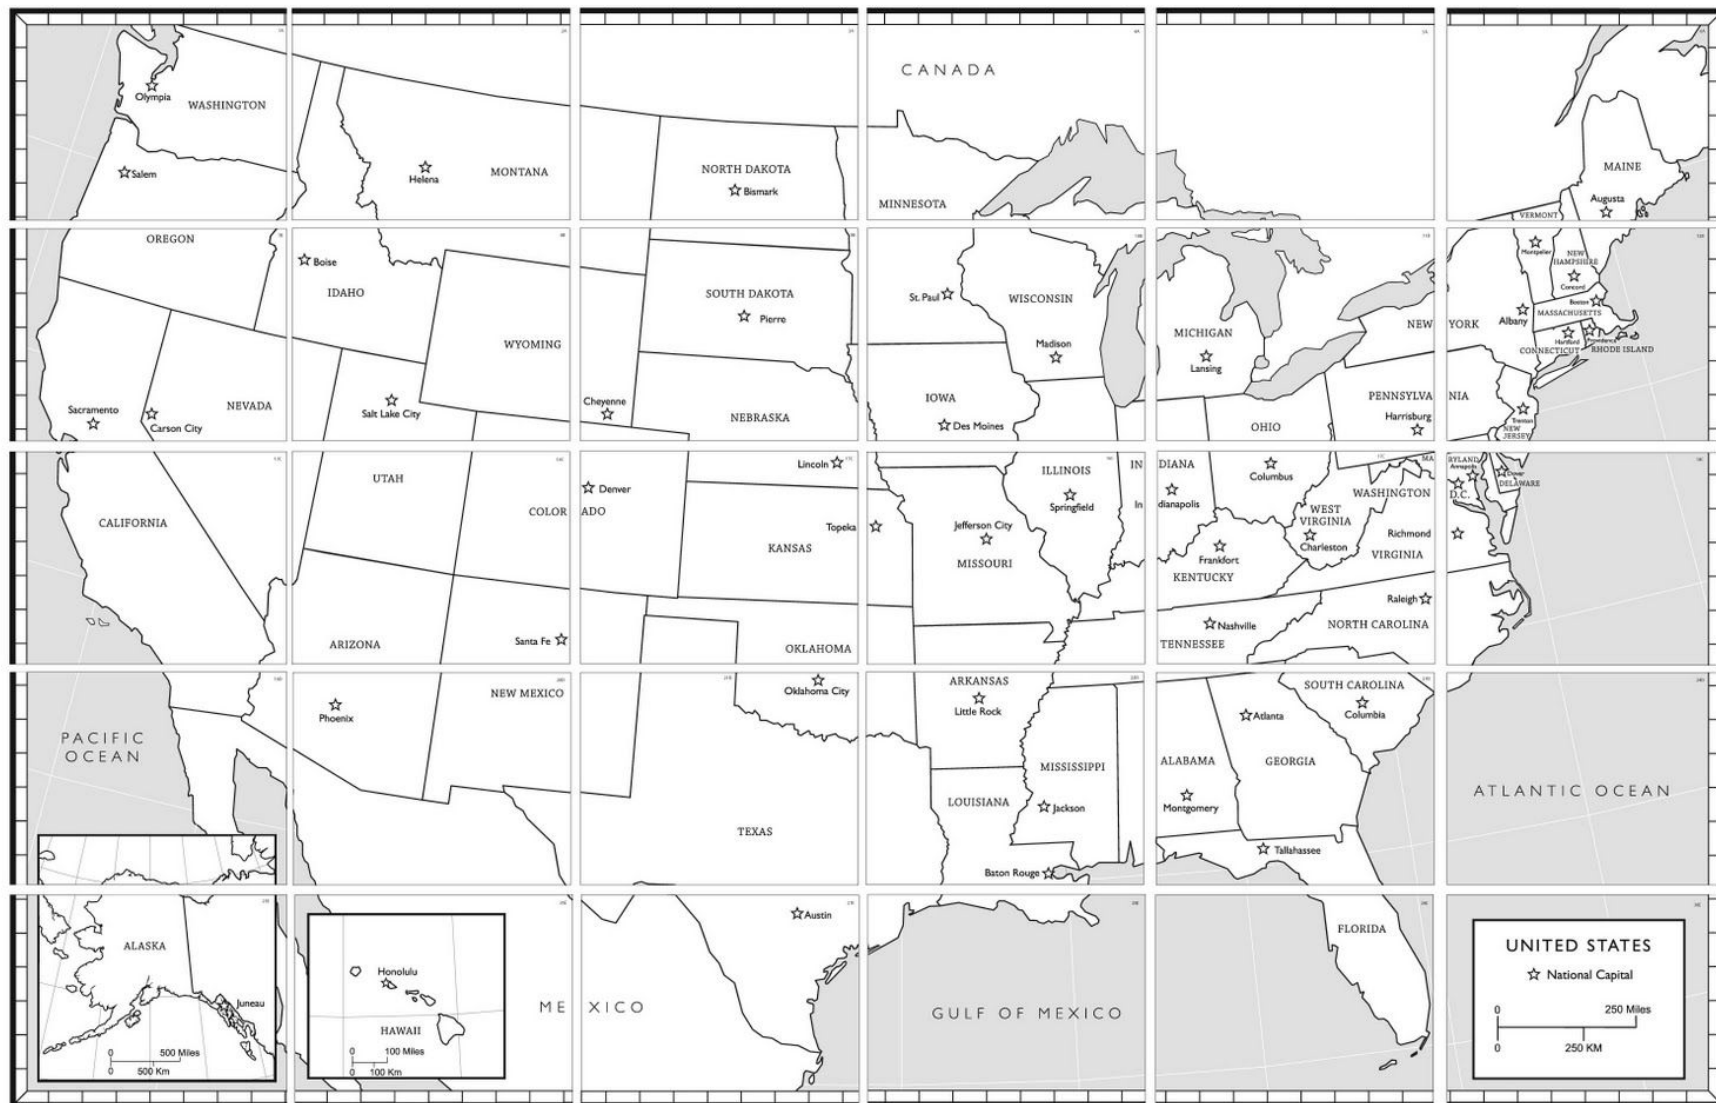 CANADA
Olympia
WASHINGTON
Salem
Helena
MONTANA
NORTH DAKOTA
Bismark
MINNESOTA
MAINE
Augusta
VERMONT
OREGON
Boise
IDAHO
WYOMING
SOUTH DAKOTA
Pierre
St. Paul
WISCONSIN
Madison
MICHIGAN
Lansing
NEW YORK
Albany
Montpelier
NEW
HAMPSHIRE
Concord
Boston
MASSACHUSETTS
Hartford
Providence
CONNECTICUT
RHODE ISLAND
Sacramento
Carson City
NEVADA
Salt Lake City
Cheyenne
NEBRASKA
IOWA
Des Moines
OHIO
PENNSYLVANIA
Harrisburg
Trenton
NEW
JERSEY
CALIFORNIA
UTAH
COLOR ADO
Denver
Lincoln
Topeka
KANSAS
Jefferson City
MISSOURI
ILLINOIS
Springfield
IN DIANA
In dianapolis
Columbus
WEST
VIRGINIA
Charleston
Frankfort
KENTUCKY
MA RYLAND
Annapolis
WASHINGTON D.C.
Dover
DELAWARE
Richmond
VIRGINIA
ARIZONA
Santa Fe
OKLAHOMA
Nashville
TENNESSEE
Raleigh
NORTH CAROLINA
PACIFIC
OCEAN
Phoenix
NEW MEXICO
Oklahoma City
TEXAS
ARKANSAS
Little Rock
LOUISIANA
MISSISSIPPI
Jackson
Baton Rouge
ALABAMA
Montgomery
Atlanta
GEORGIA
SOUTH CAROLINA
Columbia
Tallahassee
ATLANTIC OCEAN
ALASKA
Juneau
0 500 Miles
0 500 Km
Honolulu
HAWAII
0 100 Miles
0 100 Km
ME XICO
Austin
GULF OF MEXICO
FLORIDA
UNITED STATES
National Capital
0 250 Miles
0 250 KM